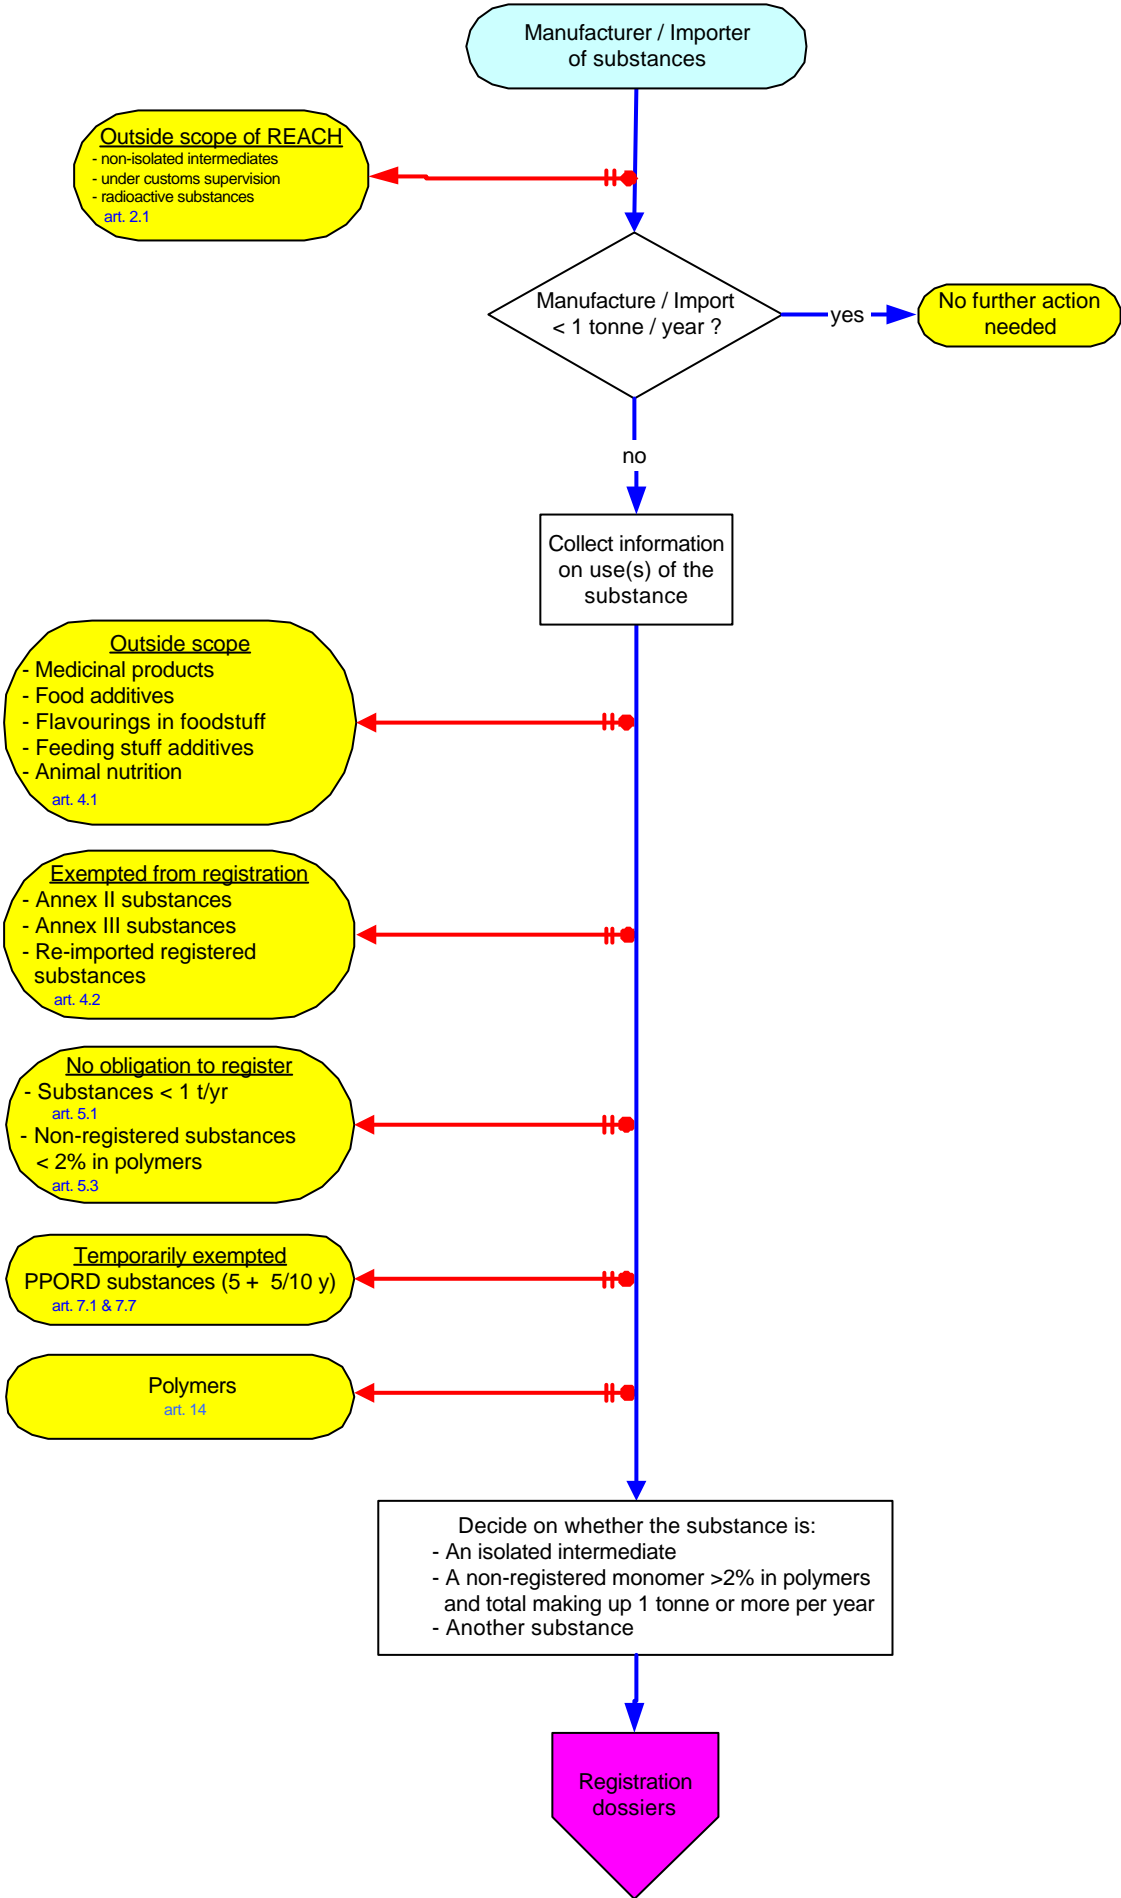 Manufacturer / Importer
of substances
Outside scope of REACH
- non-isolated intermediates
- under customs supervision
- radioactive substances
art. 2.1
Manufacture / Import
< 1 tonne / year ?
yes
No further action
needed
no
Collect information
on use(s) of the
substance
Outside scope
- Medicinal products
- Food additives
- Flavourings in foodstuff
- Feeding stuff additives
- Animal nutrition
art. 4.1
Exempted from registration
- Annex II substances
- Annex III substances
- Re-imported registered
substances
art. 4.2
No obligation to register
- Substances < 1 t/yr
art. 5.1
- Non-registered substances
< 2% in polymers
art. 5.3
Temporarily exempted
PPORD substances (5 + 5/10 y)
art. 7.1 & 7.7
Polymers
art. 14
Decide on whether the substance is:
- An isolated intermediate
- A non-registered monomer >2% in polymers
and total making up 1 tonne or more per year
- Another substance
Registration
dossiers